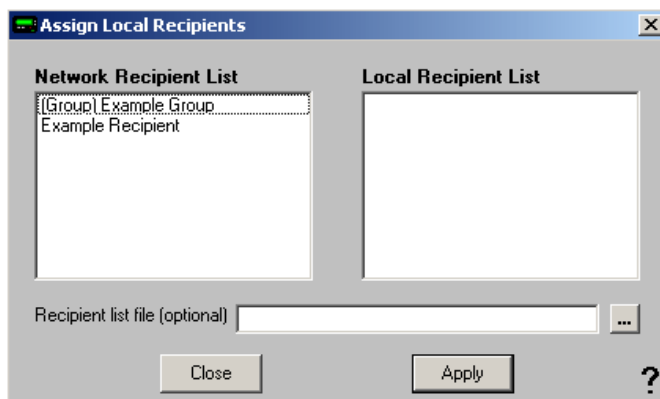 Assign Local Recipients
Network Recipient List
Local Recipient List
(Group) Example Group
Example Recipient
Recipient list file (optional)
...
Close
Apply
?